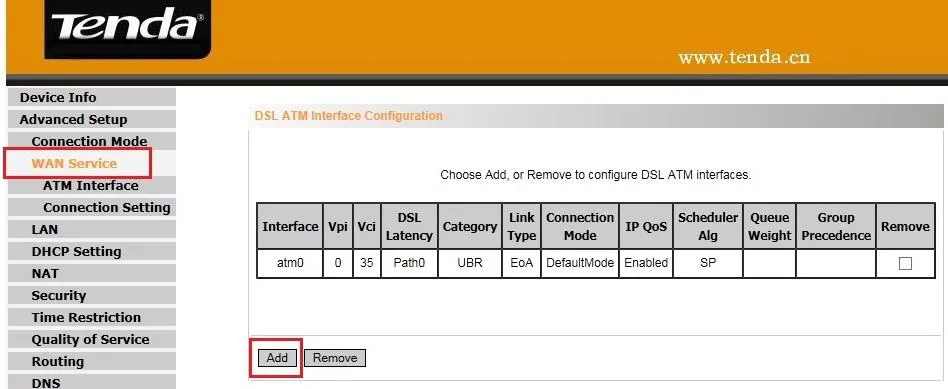 Tenda®
www.tenda.cn
Device Info
Advanced Setup
Connection Mode
WAN Service
ATM Interface
Connection Setting
LAN
DHCP Setting
NAT
Security
Time Restriction
Quality of Service
Routing
DNS
DSL ATM Interface Configuration
Choose Add, or Remove to configure DSL ATM interfaces.
Interface Vpi Vci DSL Latency Category Link Type Connection Mode IP QoS Scheduler Alg Queue Weight Group Precedence Remove
atm0 0 35 Path0 UBR EoA DefaultMode Enabled SP
Add Remove